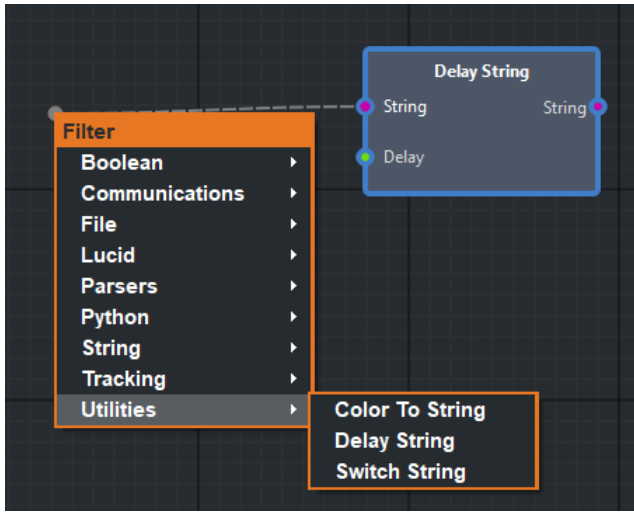 Delay String
String
String
Delay
Filter
Boolean
Communications
File
Lucid
Parsers
Python
String
Tracking
Utilities
Color To String
Delay String
Switch String